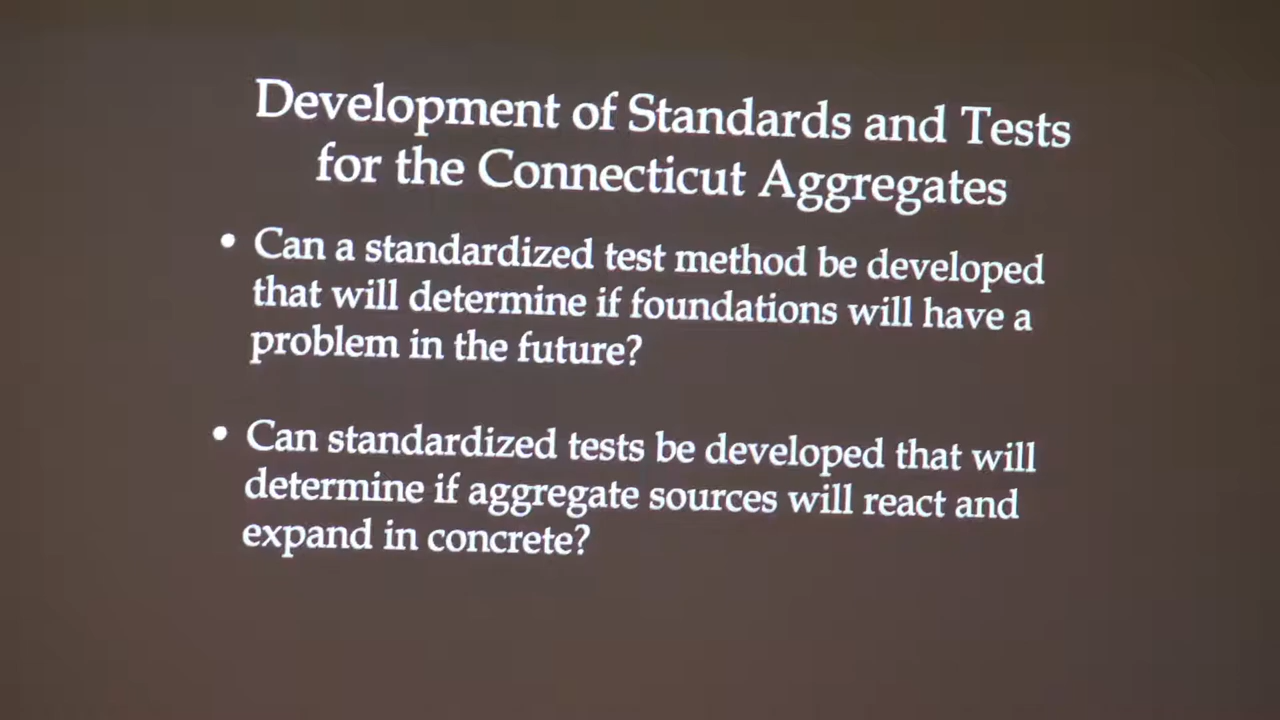 Development of Standards and Tests
for the Connecticut Aggregates
• Can a standardized test method be developed
that will determine if foundations will have a
problem in the future?
• Can standardized tests be developed that will
determine if aggregate sources will react and
expand in concrete?